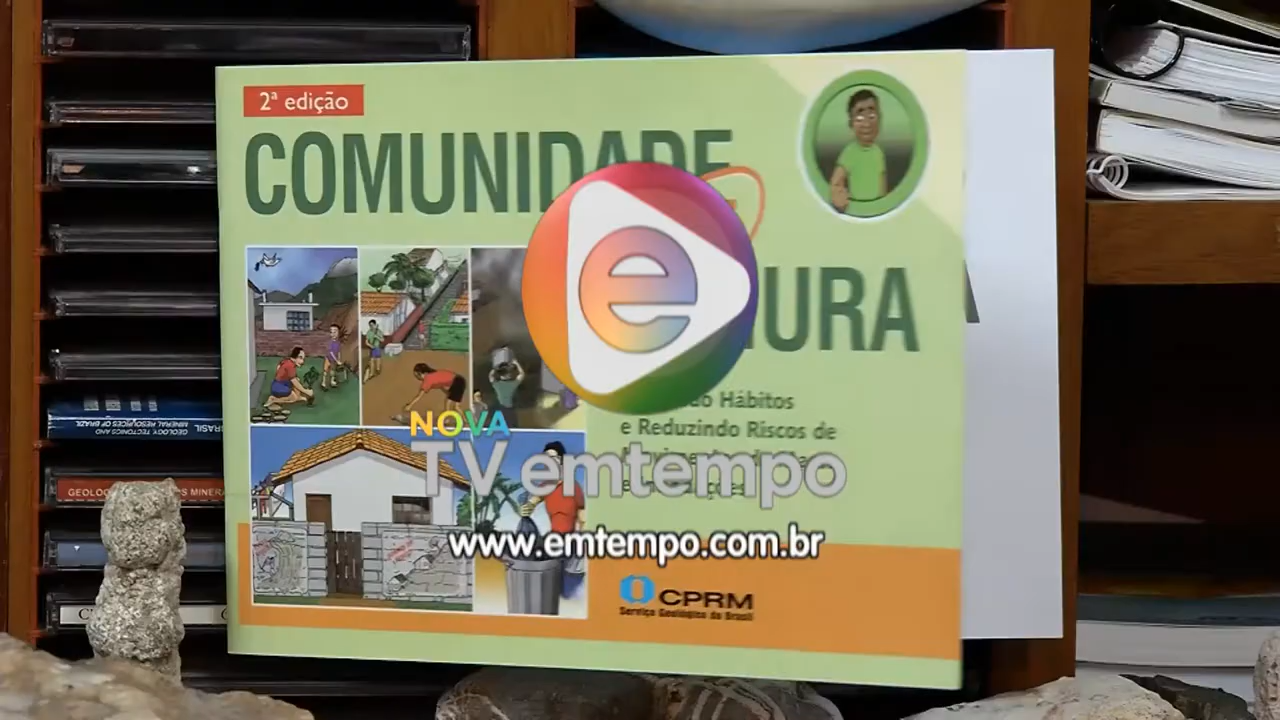 2ª edição
COMUNIDADE
URA
Hábitos
e Reduzindo Riscos de
NOVA
TV emtempo
www.emtempo.com.br
CPRM
Serviço Geológico do Brasil
BRASIL
GEOLOGY, TECTONICS AND
MINERAL RESOURCES OF BRAZIL